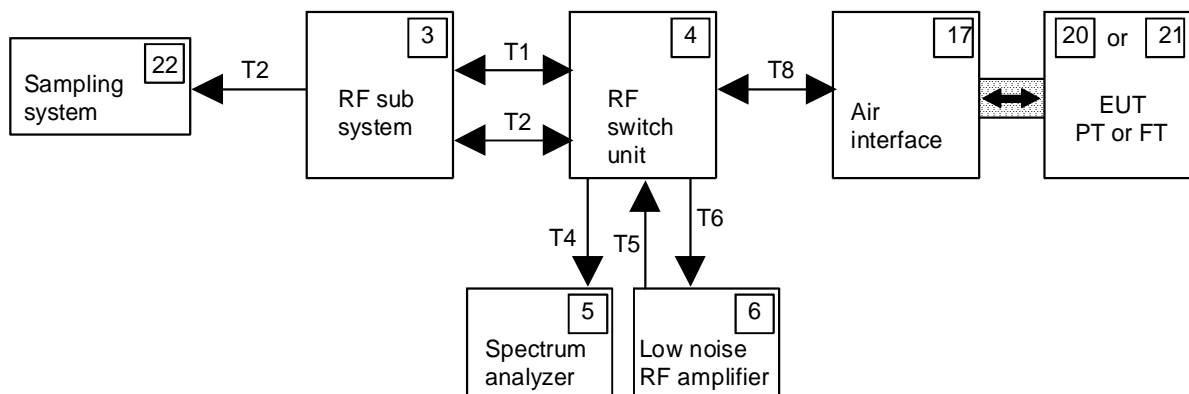 22
Sampling
system
T2
3
RF sub
system
T1
T2
4
RF
switch
unit
T8
17
Air
interface
20 or 21
EUT
PT or FT
T4
T5
T6
5
Spectrum
analyzer
6
Low noise
RF amplifier